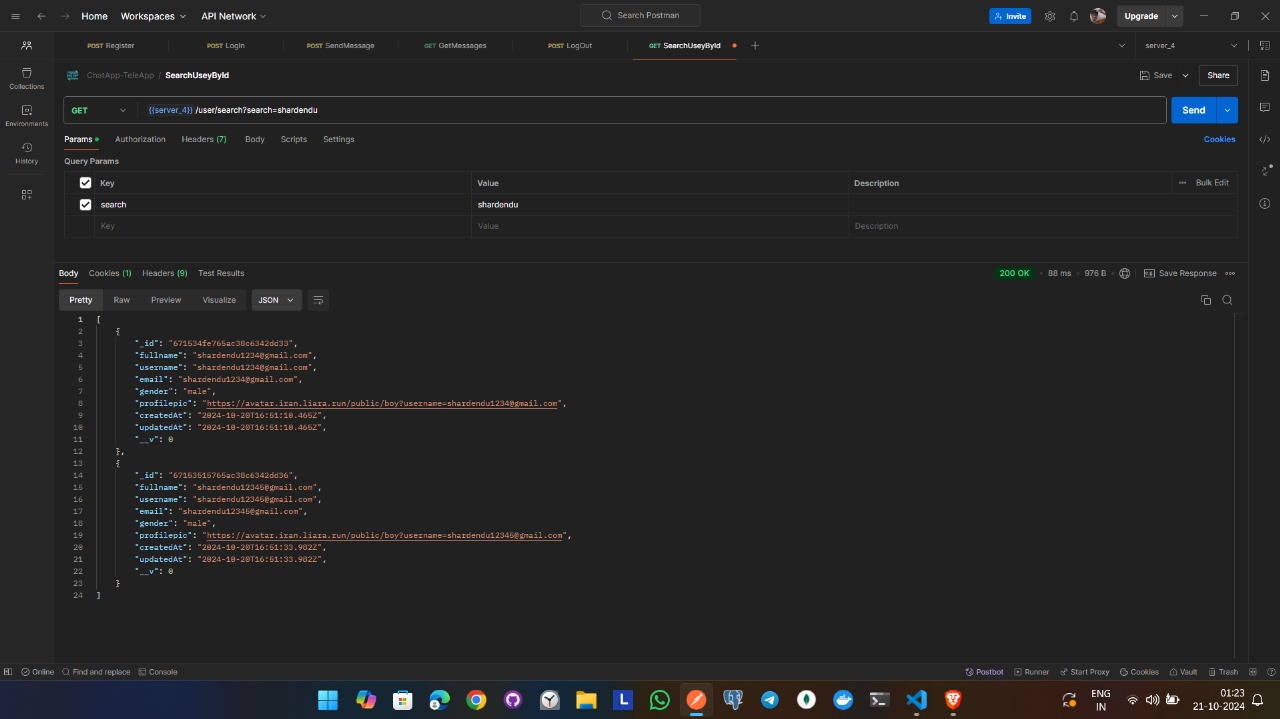 Home Workspaces API Network Search Postman Invite Upgrade
POST Register POST LogIn POST SendMessage GET GetMessages POST LogOut GET SearchUseyById server_4
ChatApp-TeleApp / SearchUseyById Save Share
GET {{server_4}} /user/search?search=shardendu Send
Params Authorization Headers (7) Body Scripts Settings Cookies
Query Params
Key Value Description Bulk Edit
search shardendu
Key Value Description
Collections
Environments
History
Body Cookies (1) Headers (9) Test Results 200 OK 88 ms 976 B Save Response
Pretty Raw Preview Visualize JSON
1 [
2 {
3 "_id": "671534fe765ac38c6342dd33",
4 "fullname": "shardendu1234@gmail.com",
5 "username": "shardendu1234@gmail.com",
6 "email": "shardendu1234@gmail.com",
7 "gender": "male",
8 "profilepic": "https://avatar.iran.liara.run/public/boy?username=shardendu1234@gmail.com",
9 "createdAt": "2024-10-20T16:51:10.465Z",
10 "updatedAt": "2024-10-20T16:51:10.465Z",
11 "__v": 0
12 },
13 {
14 "_id": "67153515765ac38c6342dd36",
15 "fullname": "shardendu12345@gmail.com",
16 "username": "shardendu12345@gmail.com",
17 "email": "shardendu12345@gmail.com",
18 "gender": "male",
19 "profilepic": "https://avatar.iran.liara.run/public/boy?username=shardendu12345@gmail.com",
20 "createdAt": "2024-10-20T16:51:33.982Z",
21 "updatedAt": "2024-10-20T16:51:33.982Z",
22 "__v": 0
23 }
24 ]
Online Find and replace Console Postbot Runner Start Proxy Cookies Vault Trash
L ENG 01:23
IN 21-10-2024